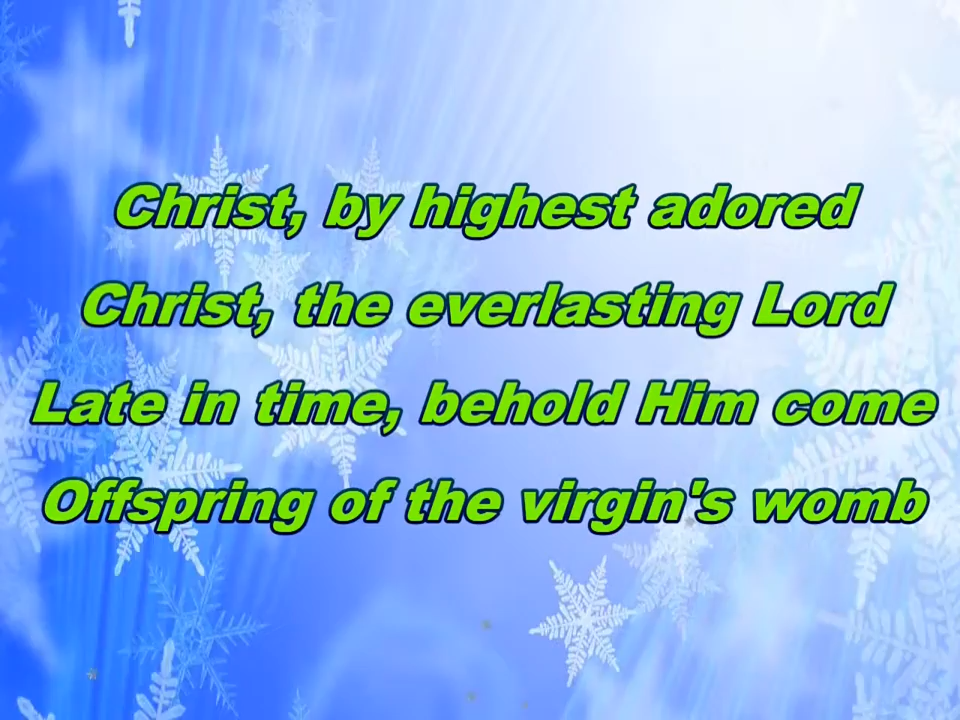 Christ, by highest adored
Christ, the everlasting Lord
Late in time, behold Him come
Offspring of the virgin's womb